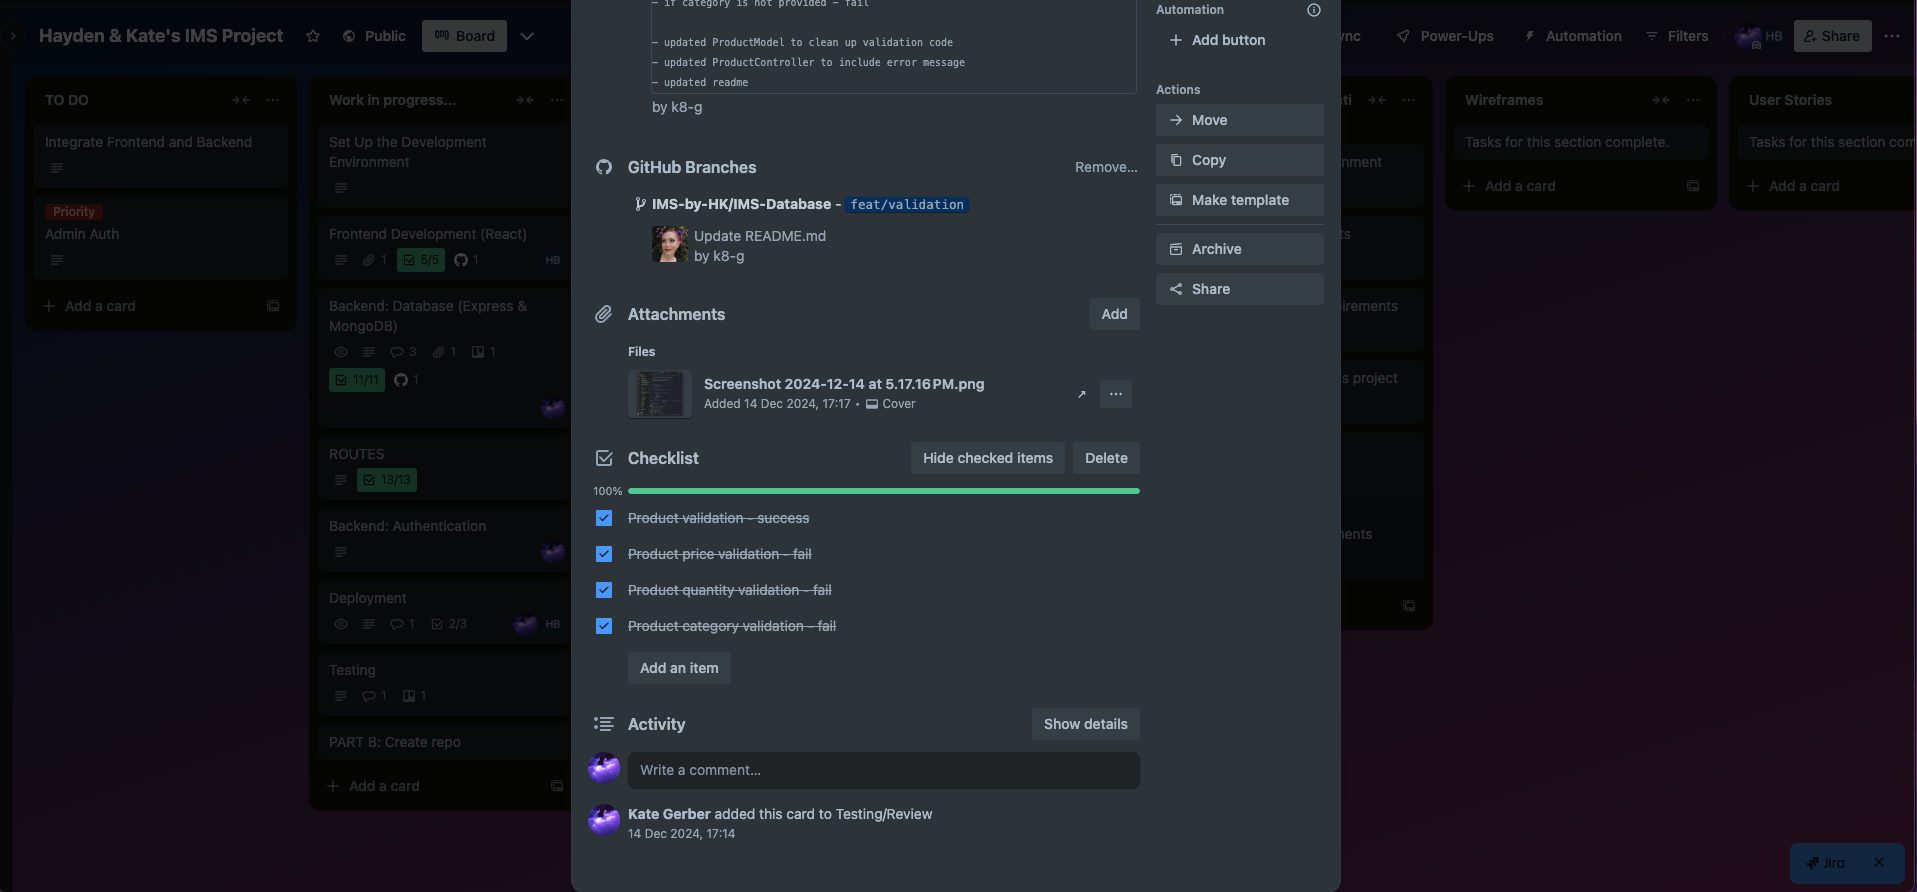 Hayden & Kate's IMS Project
Public
Board
Power-Ups
Automation
Filters
HB
Share
TO DO
Integrate Frontend and Backend
Priority
Admin Auth
Add a card
Work in progress...
Set Up the Development
Environment
Frontend Development (React)
1
5/5
1
HB
Backend: Database (Express &
MongoDB)
3
1
1
11/11
1
ROUTES
13/13
Backend: Authentication
Deployment
1
2/3
HB
Testing
1
1
PART B: Create repo
Add a card
- if category is not provided - fail
- updated ProductModel to clean up validation code
- updated ProductController to include error message
- updated readme
by k8-g
GitHub Branches
Remove...
IMS-by-HK/IMS-Database - feat/validation
Update README.md
by k8-g
Attachments
Add
Files
Screenshot 2024-12-14 at 5.17.16 PM.png
Added 14 Dec 2024, 17:17 • Cover
Checklist
Hide checked items
Delete
100%
Product validation - success
Product price validation - fail
Product quantity validation - fail
Product category validation - fail
Add an item
Activity
Show details
Write a comment...
Kate Gerber added this card to Testing/Review
14 Dec 2024, 17:14
Automation
Add button
Actions
Move
Copy
Make template
Archive
Share
Wireframes
Tasks for this section complete.
Add a card
User Stories
Tasks for this section com
Add a card
project
Jira